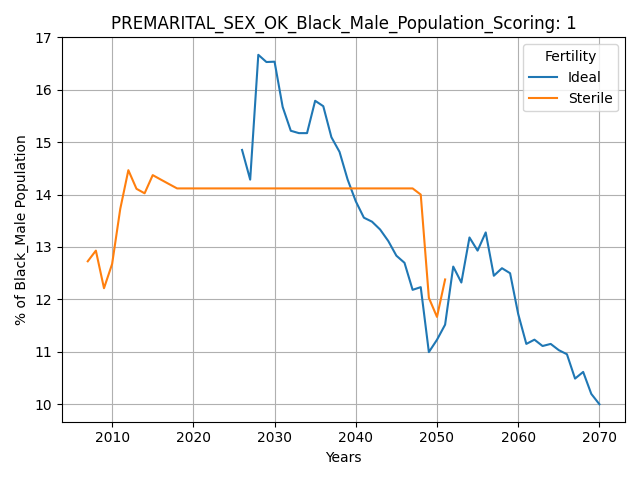 PREMARITAL_SEX_OK_Black_Male_Population_Scoring: 1
Fertility
Ideal
Sterile
% of Black_Male Population
17
16
15
14
13
12
11
10
2010 2020 2030 2040 2050 2060 2070
Years